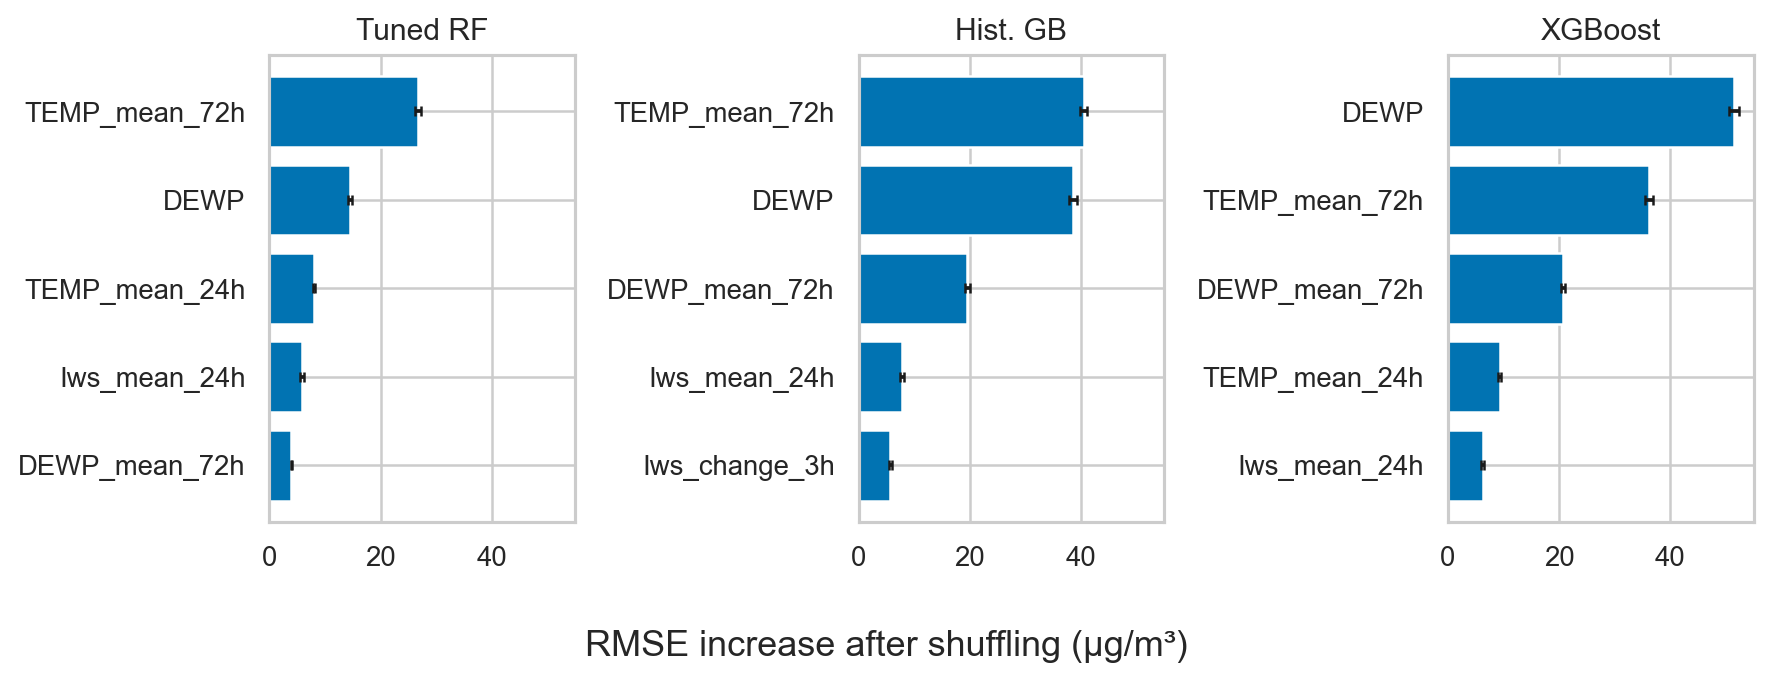 Tuned RF
TEMP_mean_72h
DEWP
TEMP_mean_24h
Iws_mean_24h
DEWP_mean_72h
0 20 40
Hist. GB
TEMP_mean_72h
DEWP
DEWP_mean_72h
Iws_mean_24h
Iws_change_3h
0 20 40
XGBoost
DEWP
TEMP_mean_72h
DEWP_mean_72h
TEMP_mean_24h
Iws_mean_24h
0 20 40
RMSE increase after shuffling (µg/m³)